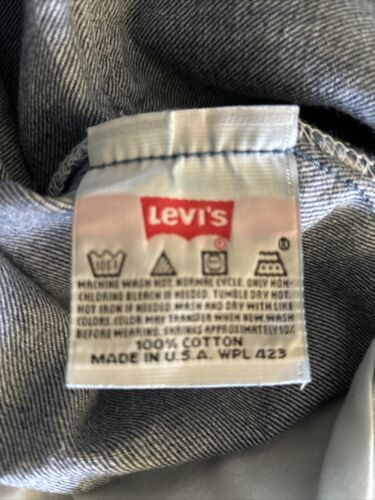 Levi's
105F
MACHINE WASH HOT, NORMAL CYCLE. ONLY NON-
CHLORINE BLEACH IF NEEDED. TUMBLE DRY HOT.
HOT IRON IF NEEDED WASH AND DRY WITH LIKE
COLORS. COLOR MAY TRANSFER WHEN NEW. WASH
BEFORE WEARING. SHRINKS APPROXIMATELY 10%.
100% COTTON
MADE IN U.S.A. WPL 423